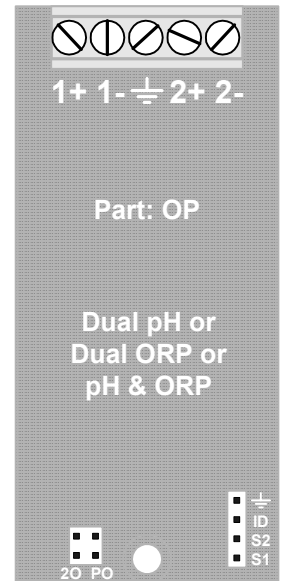 1+ 1- ⏚ 2+ 2-
Part: OP
Dual pH or
Dual ORP or
pH & ORP
⏚
ID
S2
S1
2O PO